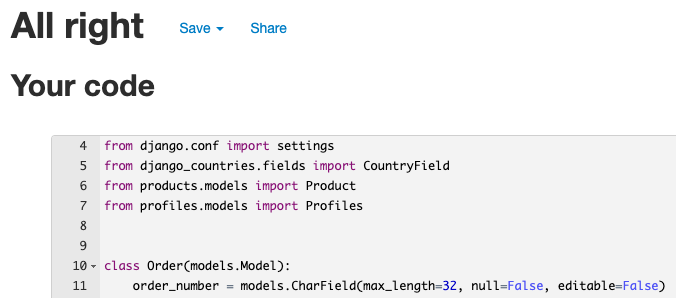 All right Save Share
Your code
4 from django.conf import settings
5 from django_countries.fields import CountryField
6 from products.models import Product
7 from profiles.models import Profiles
8
9
10 class Order(models.Model):
11     order_number = models.CharField(max_length=32, null=False, editable=False)